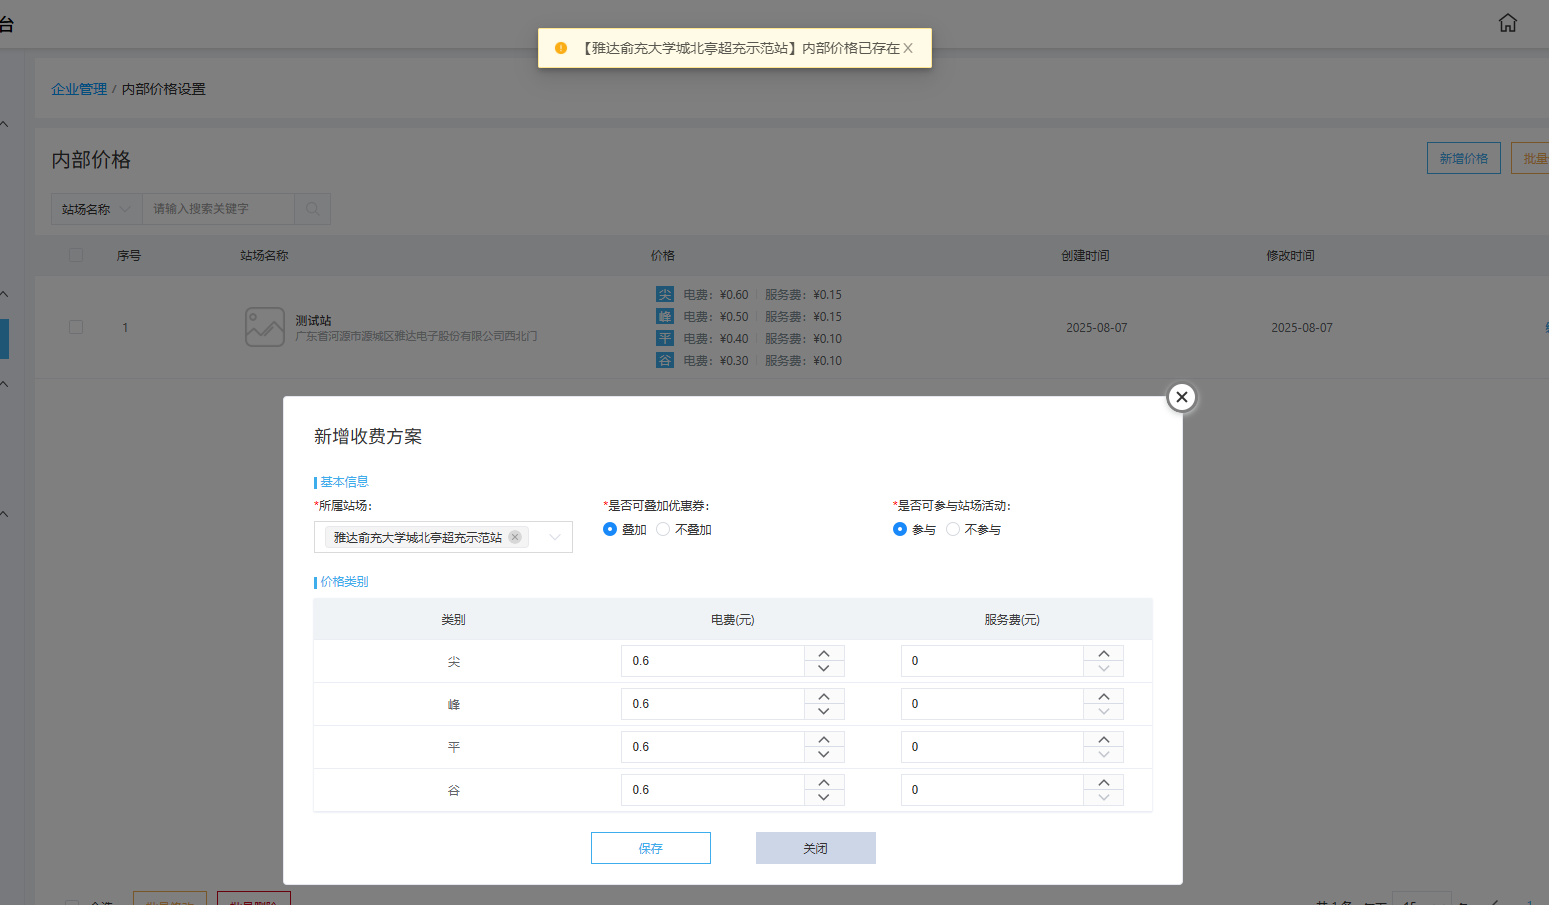 台
【雅达俞充大学城北亭超充示范站】内部价格已存在
企业管理 / 内部价格设置
内部价格
新增价格
批量
站场名称
请输入搜索关键字
序号 站场名称 价格 创建时间 修改时间
尖 电费：¥0.60 服务费：¥0.15
峰 电费：¥0.50 服务费：¥0.15
1 测试站 2025-08-07 2025-08-07
广东省河源市源城区雅达电子股份有限公司西北门
平 电费：¥0.40 服务费：¥0.10
谷 电费：¥0.30 服务费：¥0.10
新增收费方案
基本信息
*所属站场： *是否可叠加优惠券： *是否可参与站场活动：
雅达俞充大学城北亭超充示范站 叠加 不叠加 参与 不参与
价格类别
类别 电费(元) 服务费(元)
尖 0.6 0
峰 0.6 0
平 0.6 0
谷 0.6 0
保存 关闭